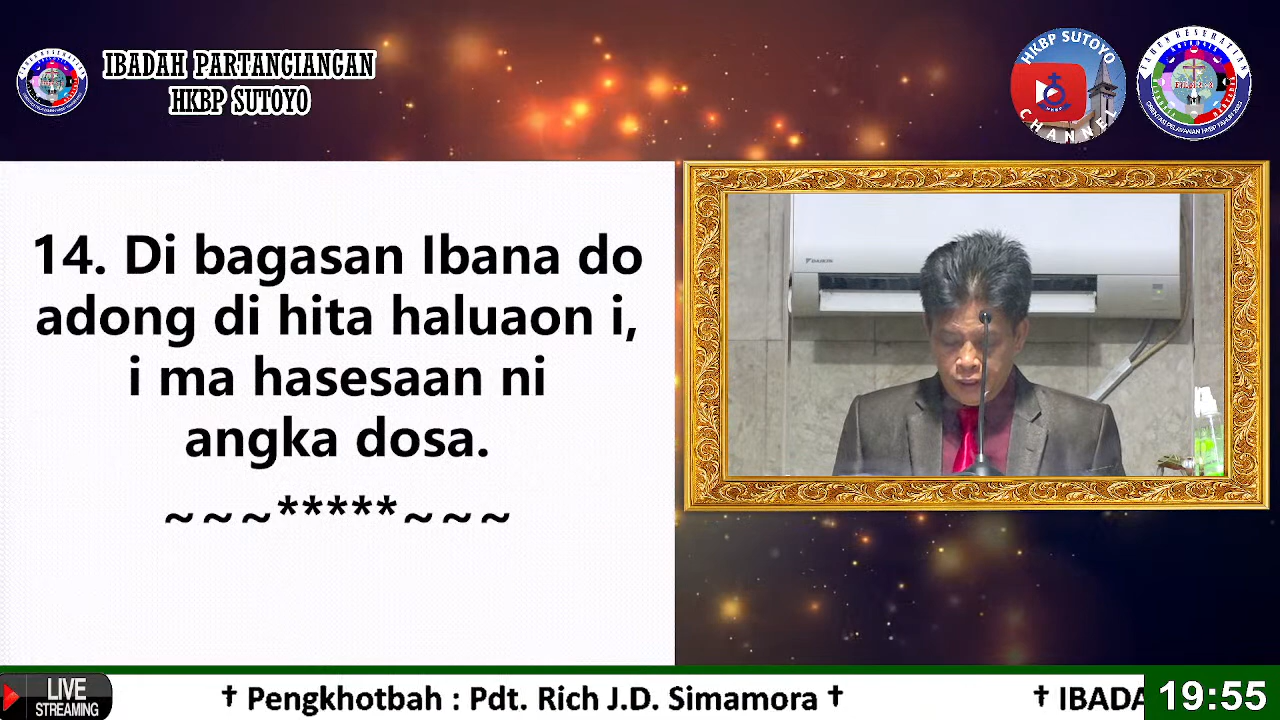 IBADAH PARTANGIANGAN
HKBP SUTOYO
HKBP SUTOYO
CHANNEL
14. Di bagasan Ibana do
adong di hita haluaon i,
i ma hasesaan ni
angka dosa.
~~~*****~~~
DAIKIN
LIVE
STREAMING
✝ Pengkhotbah : Pdt. Rich J.D. Simamora ✝
✝ IBADA
19:55